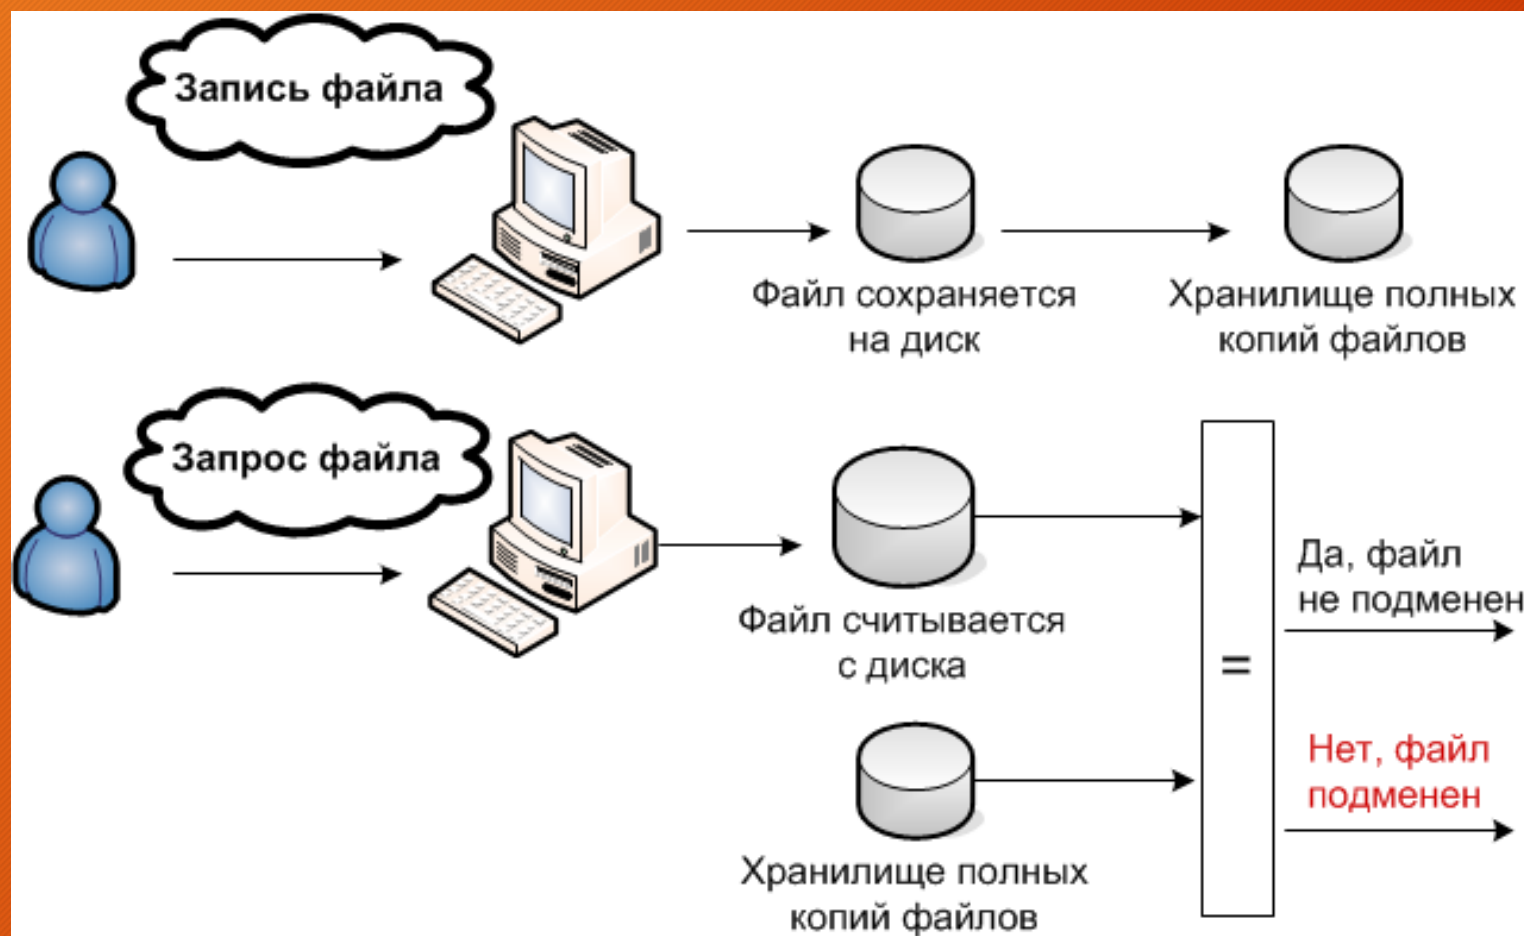 Запись файла
Файл сохраняется
на диск
Хранилище полных
копий файлов
Запрос файла
Файл считывается
с диска
Хранилище полных
копий файлов
=
Да, файл
не подменен
Нет, файл
подменен